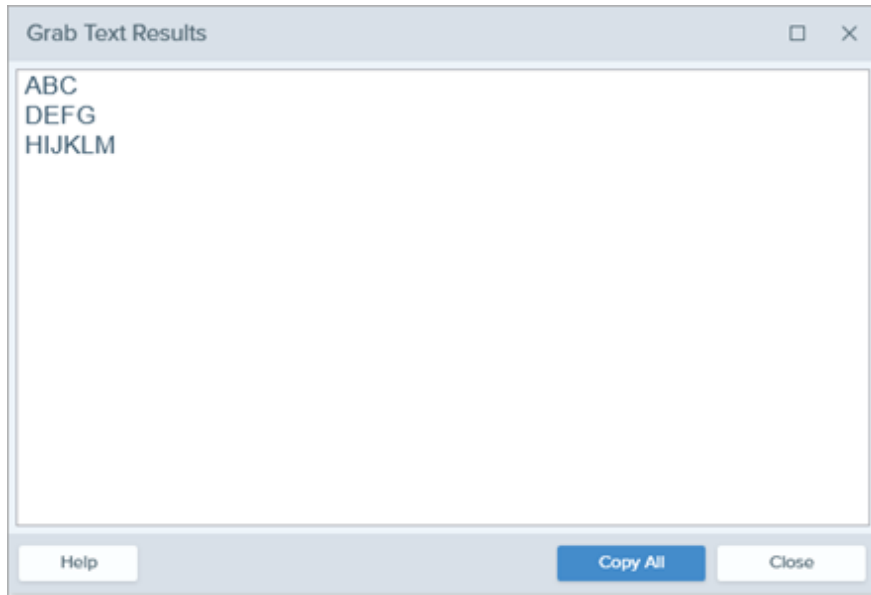 Grab Text Results
ABC
DEFG
HIJKLM
Help Copy All Close